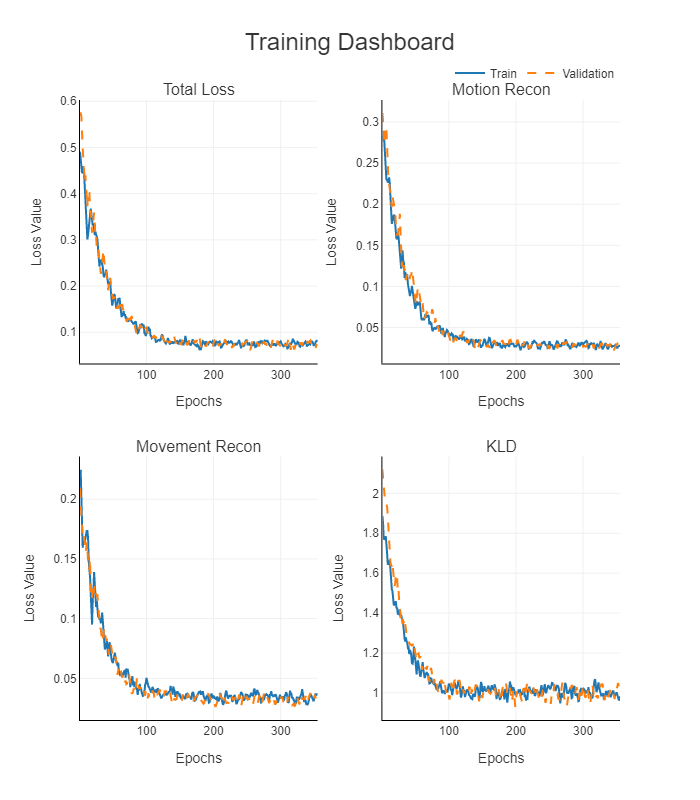 Training Dashboard
Train Validation
Total Loss Motion Recon
0.6
0.5
0.4
0.3
0.2
0.1
Loss Value
100 200 300
Epochs
0.3
0.25
0.2
0.15
0.1
0.05
Loss Value
100 200 300
Epochs
Movement Recon KLD
0.2
0.15
0.1
0.05
Loss Value
100 200 300
Epochs
2
1.8
1.6
1.4
1.2
1
Loss Value
100 200 300
Epochs